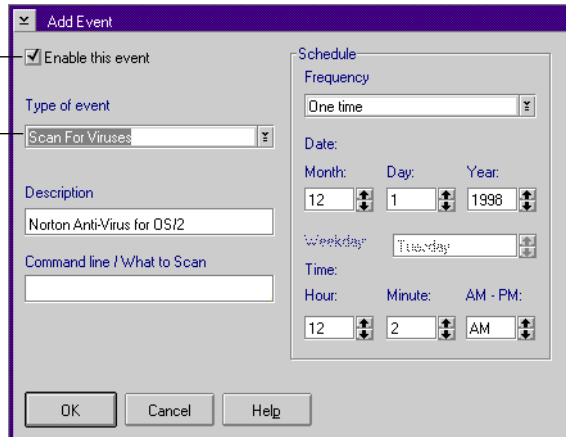 Add Event
Enable this event
Type of event
Scan For Viruses
Description
Norton Anti-Virus for OS/2
Command line / What to Scan
Schedule
Frequency
One time
Date:
Month: Day: Year:
12 1 1998
Weekday: Tuesday
Time:
Hour: Minute: AM - PM:
12 2 AM
OK Cancel Help